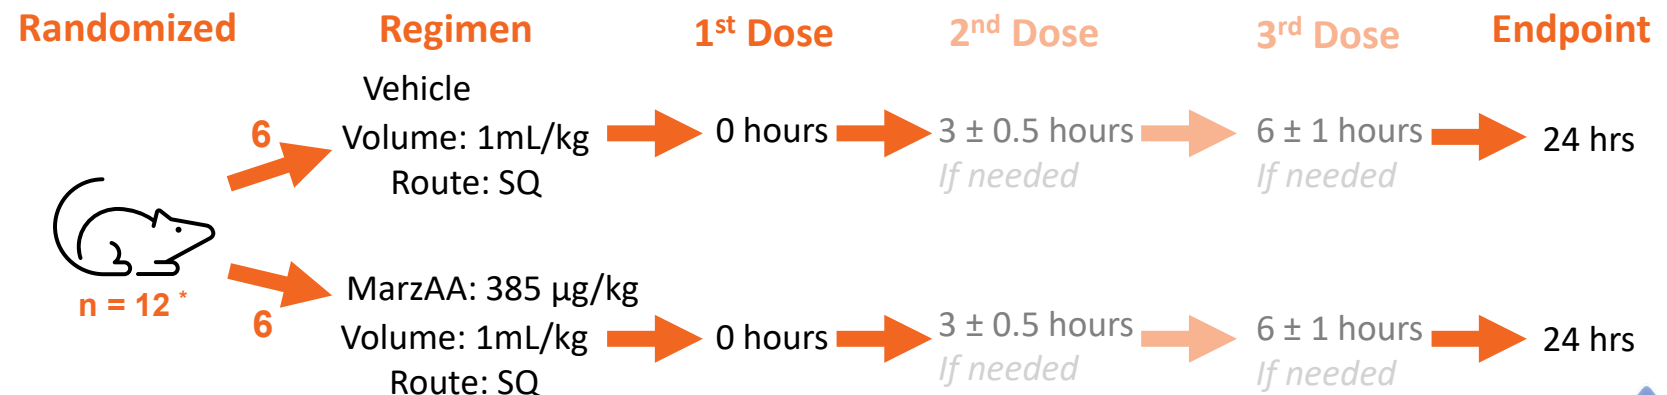 Randomized Regimen 1st Dose 2nd Dose 3rd Dose Endpoint
Vehicle
6 Volume: 1mL/kg 0 hours 3 ± 0.5 hours 6 ± 1 hours 24 hrs
Route: SQ If needed If needed
n = 12 *
MarzAA: 385 µg/kg
6 Volume: 1mL/kg 0 hours 3 ± 0.5 hours 6 ± 1 hours 24 hrs
Route: SQ If needed If needed